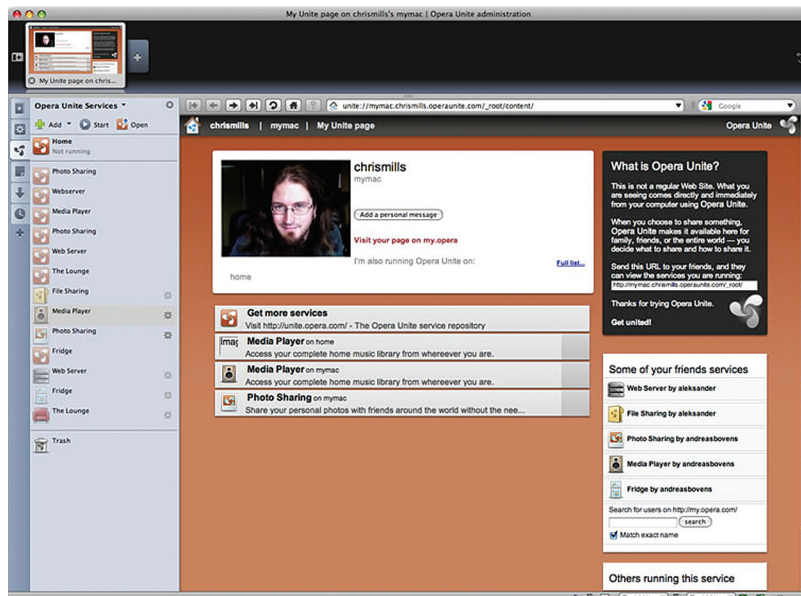 My Unite page on chrismills's mymac | Opera Unite administration
My Unite page on chris...
Opera Unite Services
Add
Start
Open
Home
Not running
Photo Sharing
Webserver
Media Player
Photo Sharing
Web Server
The Lounge
File Sharing
Media Player
Photo Sharing
Fridge
Web Server
Fridge
The Lounge
Trash
unite://mymac.chrismills.operaunite.com/_root/content/
Google
chrismills | mymac | My Unite page
Opera Unite
chrismills
mymac
Add a personal message
Visit your page on my.opera
I'm also running Opera Unite on:
Full list...
home
Get more services
Visit http://unite.opera.com/ - The Opera Unite service repository
Imag
Media Player on home
Access your complete home music library from whereever you are.
Media Player on mymac
Access your complete home music library from whereever you are.
Photo Sharing on mymac
Share your personal photos with friends around the world without the nee...
What is Opera Unite?
This is not a regular Web Site. What you
are seeing comes directly and immediately
from your computer using Opera Unite.
When you choose to share something,
Opera Unite makes it available here for
family, friends, or the entire world — you
decide what to share and how to share it.
Send this URL to your friends, and they
can view the services you are running:
http://mymac.chrismills.operaunite.com/_root/
Thanks for trying Opera Unite.
Get united!
Some of your friends services
Web Server by aleksander
File Sharing by aleksander
Photo Sharing by andreasbovens
Media Player by andreasbovens
Fridge by andreasbovens
Search for users on http://my.opera.com/
search
Match exact name
Others running this service